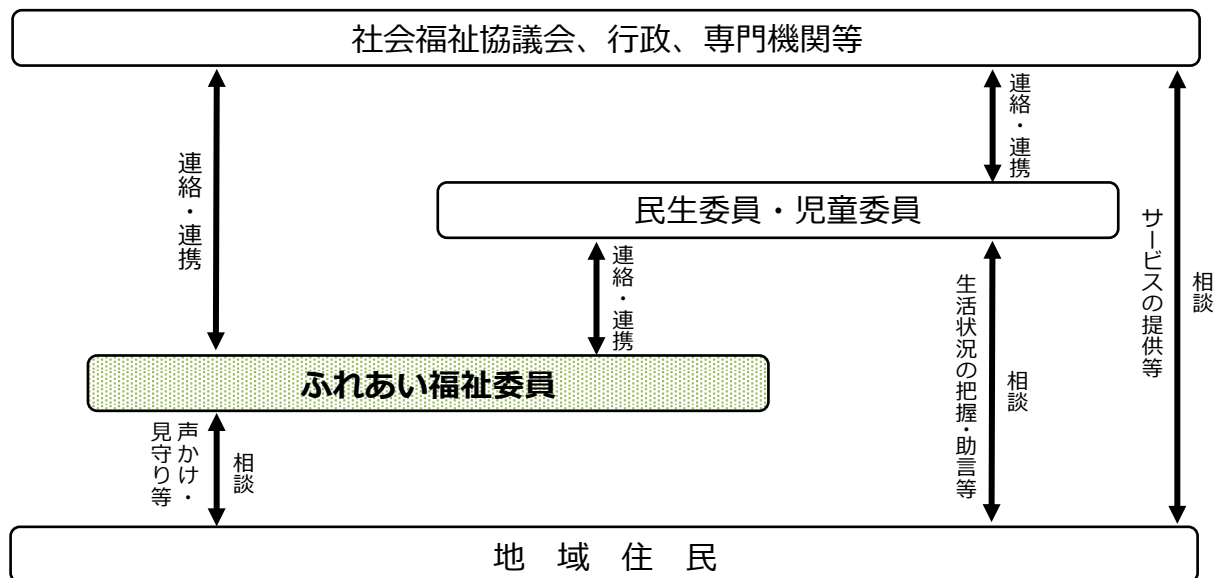 社会福祉協議会、行政、専門機関等
連絡・連携
連絡・連携
民生委員・児童委員
連絡・連携
サービスの提供等
相談
ふれあい福祉委員
生活状況の把握・助言等
相談
声かけ・
見守り等
相談
地 域 住 民